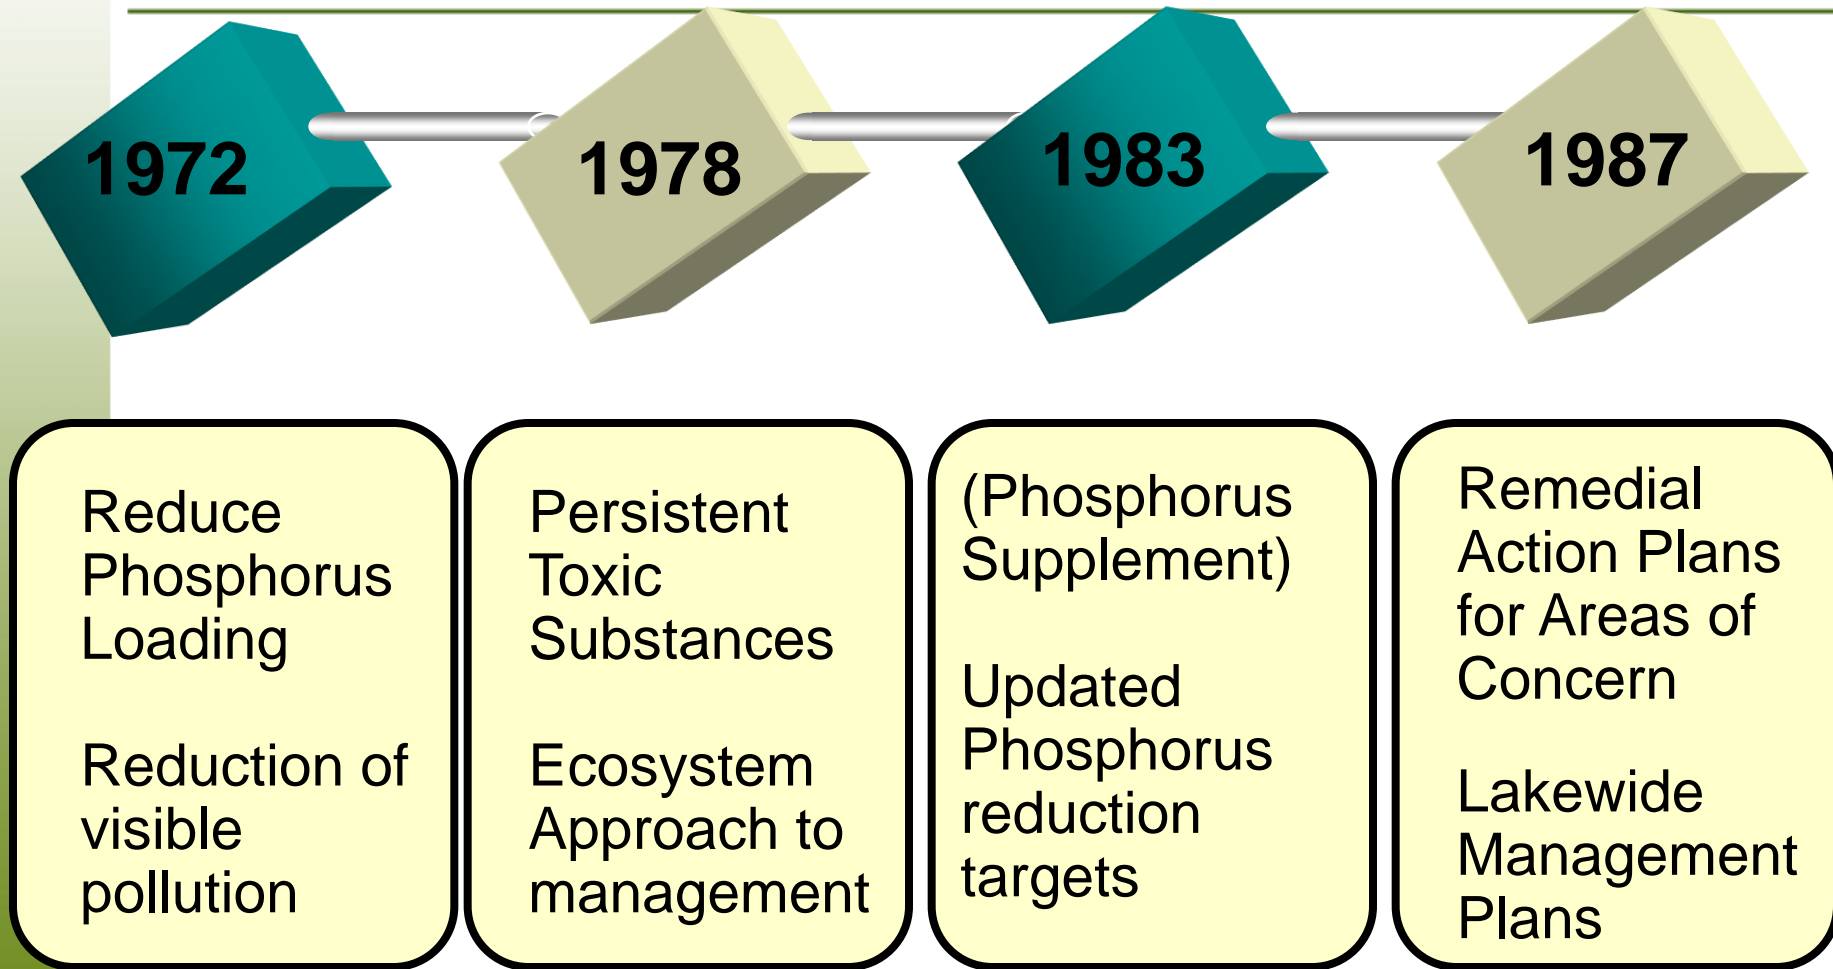 1972
1978
1983
1987
Reduce
Phosphorus
Loading
Reduction of
visible
pollution
Persistent
Toxic
Substances
Ecosystem
Approach to
management
(Phosphorus
Supplement)
Updated
Phosphorus
reduction
targets
Remedial
Action Plans
for Areas of
Concern
Lakewide
Management
Plans